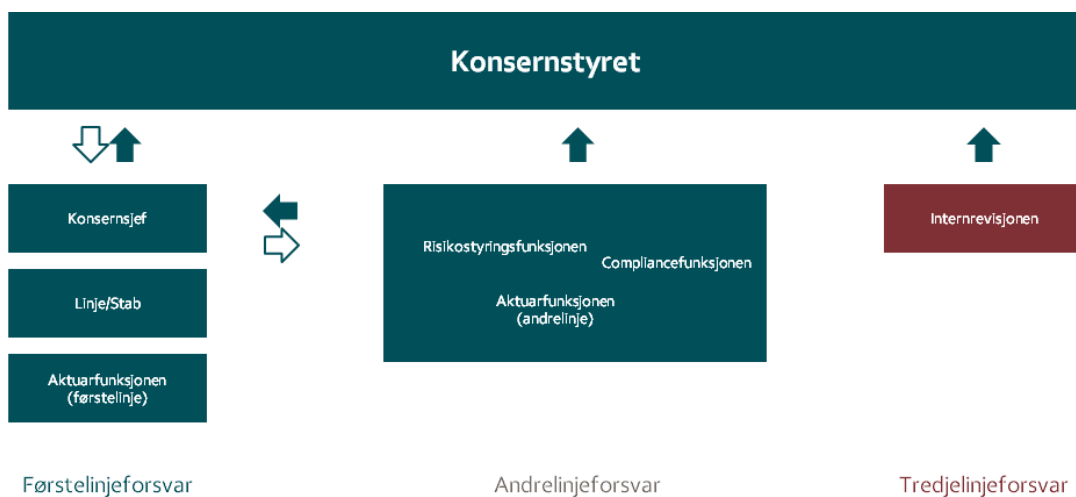 Konsernstyret
Konsernsjef
Linje/Stab
Aktuarfunksjonen
(førstelinje)
Risikostyringsfunksjonen
Compliancefunksjonen
Aktuarfunksjonen
(andrelinje)
Internrevisjonen
Førstelinjeforsvar
Andrelinjeforsvar
Tredjelinjeforsvar